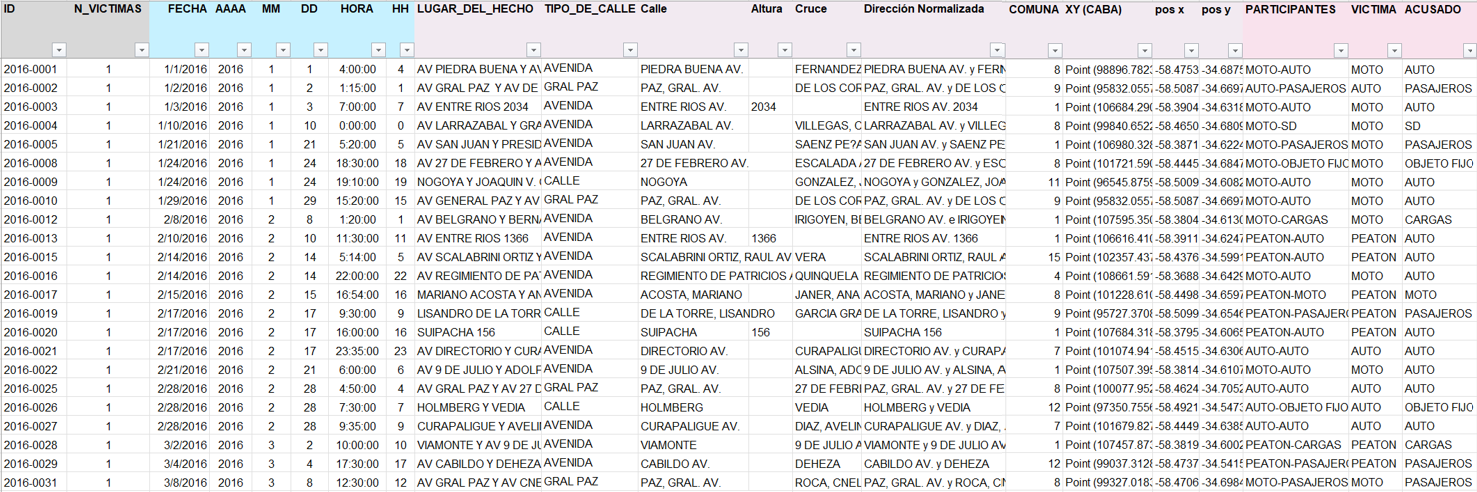 ID N_VICTIMAS FECHA AAAA MM DD HORA HH LUGAR_DEL_HECHO TIPO_DE_CALLE Calle Altura Cruce Dirección Normalizada COMUNA XY (CABA) pos x pos y PARTICIPANTES VICTIMA ACUSADO
2016-0001 1 1/1/2016 2016 1 1 4:00:00 4 AV PIEDRA BUENA Y AV AVENIDA PIEDRA BUENA AV. FERNANDEZ PIEDRA BUENA AV. y FERN 8 Point (98896.782 -58.4753 -34.6875 MOTO-AUTO MOTO AUTO
2016-0002 1 1/2/2016 2016 1 2 1:15:00 1 AV GRAL PAZ Y AV DE GRAL PAZ PAZ, GRAL. AV. DE LOS COR PAZ, GRAL. AV. y DE LOS C 9 Point (95832.055 -58.5087 -34.6697 AUTO-PASAJEROS AUTO PASAJEROS
2016-0003 1 1/3/2016 2016 1 3 7:00:00 7 AV ENTRE RIOS 2034 AVENIDA ENTRE RIOS AV. 2034 ENTRE RIOS AV. 2034 1 Point (106684.290 -58.3904 -34.6318 MOTO-AUTO MOTO AUTO
2016-0004 1 1/10/2016 2016 1 10 0:00:00 0 AV LARRAZABAL Y GRA AVENIDA LARRAZABAL AV. VILLEGAS, C LARRAZABAL AV. y VILLEG 8 Point (99840.6522 -58.4650 -34.6809 MOTO-SD MOTO SD
2016-0005 1 1/21/2016 2016 1 21 5:20:00 5 AV SAN JUAN Y PRESID AVENIDA SAN JUAN AV. SAENZ PE?A SAN JUAN AV. y SAENZ PE 1 Point (106980.328 -58.3871 -34.6224 MOTO-PASAJEROS MOTO PASAJEROS
2016-0008 1 1/24/2016 2016 1 24 18:30:00 18 AV 27 DE FEBRERO Y A AVENIDA 27 DE FEBRERO AV. ESCALADA 27 DE FEBRERO AV. y ESC 8 Point (101721.590 -58.4445 -34.6847 MOTO-OBJETO FIJO MOTO OBJETO FIJO
2016-0009 1 1/24/2016 2016 1 24 19:10:00 19 NOGOYA Y JOAQUIN V. CALLE NOGOYA GONZALEZ, NOGOYA y GONZALEZ, JOA 11 Point (96545.8759 -58.5009 -34.6082 MOTO-AUTO MOTO AUTO
2016-0010 1 1/29/2016 2016 1 29 15:20:00 15 AV GENERAL PAZ Y AV GRAL PAZ PAZ, GRAL. AV. DE LOS COR PAZ, GRAL. AV. y DE LOS C 9 Point (95832.055 -58.5087 -34.6697 MOTO-AUTO MOTO AUTO
2016-0012 1 2/8/2016 2016 2 8 1:20:00 1 AV BELGRANO Y BERNA AVENIDA BELGRANO AV. IRIGOYEN, BE BELGRANO AV. e IRIGOYEN 1 Point (107595.350 -58.3804 -34.6130 MOTO-CARGAS MOTO CARGAS
2016-0013 1 2/10/2016 2016 2 10 11:30:00 11 AV ENTRE RIOS 1366 AVENIDA ENTRE RIOS AV. 1366 ENTRE RIOS AV. 1366 1 Point (106616.410 -58.3911 -34.6247 PEATON-AUTO PEATON AUTO
2016-0015 1 2/14/2016 2016 2 14 5:14:00 5 AV SCALABRINI ORTIZ Y AVENIDA SCALABRINI ORTIZ, RAUL AV VERA SCALABRINI ORTIZ, RAUL 15 Point (102357.437 -58.4376 -34.5991 PEATON-AUTO PEATON AUTO
2016-0016 1 2/14/2016 2016 2 14 22:00:00 22 AV REGIMIENTO DE PAT AVENIDA REGIMIENTO DE PATRICIOS A QUINQUELA REGIMIENTO DE PATRICIOS 4 Point (108661.591 -58.3688 -34.6429 MOTO-AUTO MOTO AUTO
2016-0017 1 2/15/2016 2016 2 15 16:54:00 16 MARIANO ACOSTA Y AN AVENIDA ACOSTA, MARIANO JANER, ANA ACOSTA, MARIANO y JANE 8 Point (101228.610 -58.4498 -34.6597 PEATON-MOTO PEATON MOTO
2016-0019 1 2/17/2016 2016 2 17 9:30:00 9 LISANDRO DE LA TORR CALLE DE LA TORRE, LISANDRO GARCIA GRA DE LA TORRE, LISANDRO y 9 Point (95727.3708 -58.5099 -34.6546 PEATON-PASAJER PEATON PASAJEROS
2016-0020 1 2/17/2016 2016 2 17 16:00:00 16 SUIPACHA 156 CALLE SUIPACHA 156 SUIPACHA 156 1 Point (107684.318 -58.3795 -34.6065 PEATON-AUTO PEATON AUTO
2016-0021 1 2/17/2016 2016 2 17 23:35:00 23 AV DIRECTORIO Y CURA AVENIDA DIRECTORIO AV. CURAPALIGU DIRECTORIO AV. y CURAPA 7 Point (101074.941 -58.4515 -34.6306 AUTO-AUTO AUTO AUTO
2016-0022 1 2/21/2016 2016 2 21 6:00:00 6 AV 9 DE JULIO Y ADOLF AVENIDA 9 DE JULIO AV. ALSINA, ADO 9 DE JULIO AV. y ALSINA, A 1 Point (107507.395 -58.3814 -34.6107 MOTO-AUTO MOTO AUTO
2016-0025 1 2/28/2016 2016 2 28 4:50:00 4 AV GRAL PAZ Y AV 27 D GRAL PAZ PAZ, GRAL. AV. 27 DE FEBRE PAZ, GRAL. AV. y 27 DE FE 8 Point (100077.952 -58.4624 -34.7052 AUTO-AUTO AUTO AUTO
2016-0026 1 2/28/2016 2016 2 28 7:30:00 7 HOLMBERG Y VEDIA CALLE HOLMBERG VEDIA HOLMBERG y VEDIA 12 Point (97350.7556 -58.4921 -34.5473 AUTO-OBJETO FIJO AUTO OBJETO FIJO
2016-0027 1 2/28/2016 2016 2 28 9:35:00 9 CURAPALIGUE Y AVELIN AVENIDA CURAPALIGUE AV. DIAZ, AVELIN CURAPALIGUE AV. y DIAZ, 7 Point (101679.827 -58.4449 -34.6385 AUTO-AUTO AUTO AUTO
2016-0028 1 3/2/2016 2016 3 2 10:00:00 10 VIAMONTE Y AV 9 DE JU AVENIDA VIAMONTE 9 DE JULIO A VIAMONTE y 9 DE JULIO AV 1 Point (107457.873 -58.3819 -34.6002 PEATON-CARGAS PEATON CARGAS
2016-0029 1 3/4/2016 2016 3 4 17:30:00 17 AV CABILDO Y DEHEZA AVENIDA CABILDO AV. DEHEZA CABILDO AV. y DEHEZA 12 Point (99037.3128 -58.4737 -34.5415 PEATON-PASAJER PEATON PASAJEROS
2016-0031 1 3/8/2016 2016 3 8 12:30:00 12 AV GRAL PAZ Y AV CNE GRAL PAZ PAZ, GRAL. AV. ROCA, CNEL PAZ, GRAL. AV. y ROCA, CN 8 Point (99327.0183 -58.4706 -34.6984 MOTO-PASAJEROS MOTO PASAJEROS